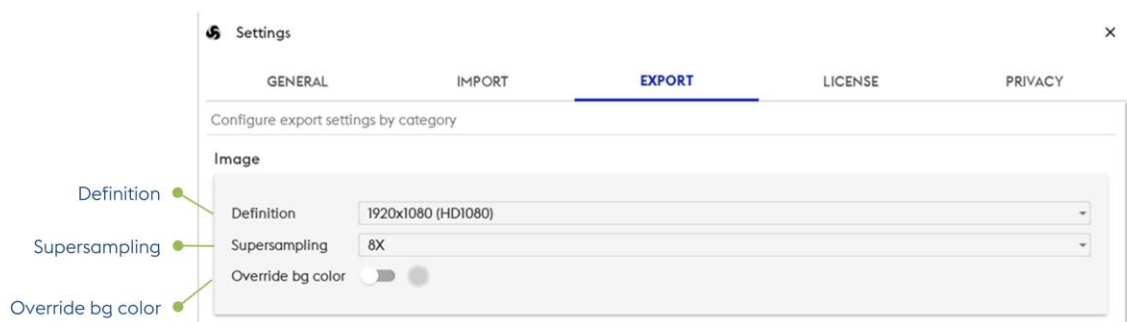 Settings
GENERAL IMPORT EXPORT LICENSE PRIVACY
Configure export settings by category
Image
Definition
Definition 1920x1080 (HD1080)
Supersampling
Supersampling 8X
Override bg color
Override bg color